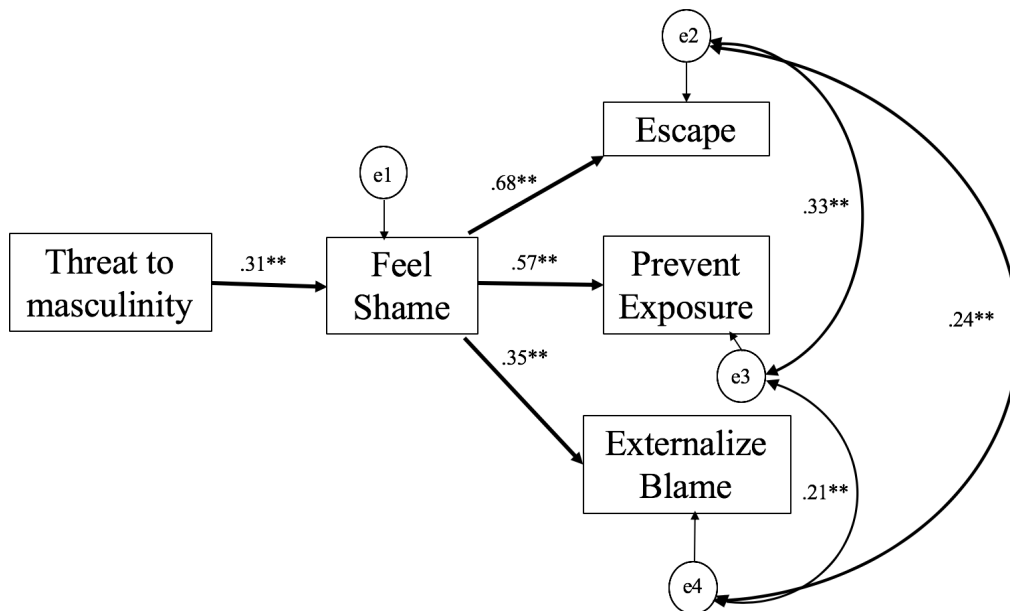 e2
Escape
e1
.68**
.33**
Threat to
masculinity
.31**
Feel
Shame
.57**
Prevent
Exposure
.24**
.35**
e3
Externalize
Blame
.21**
e4